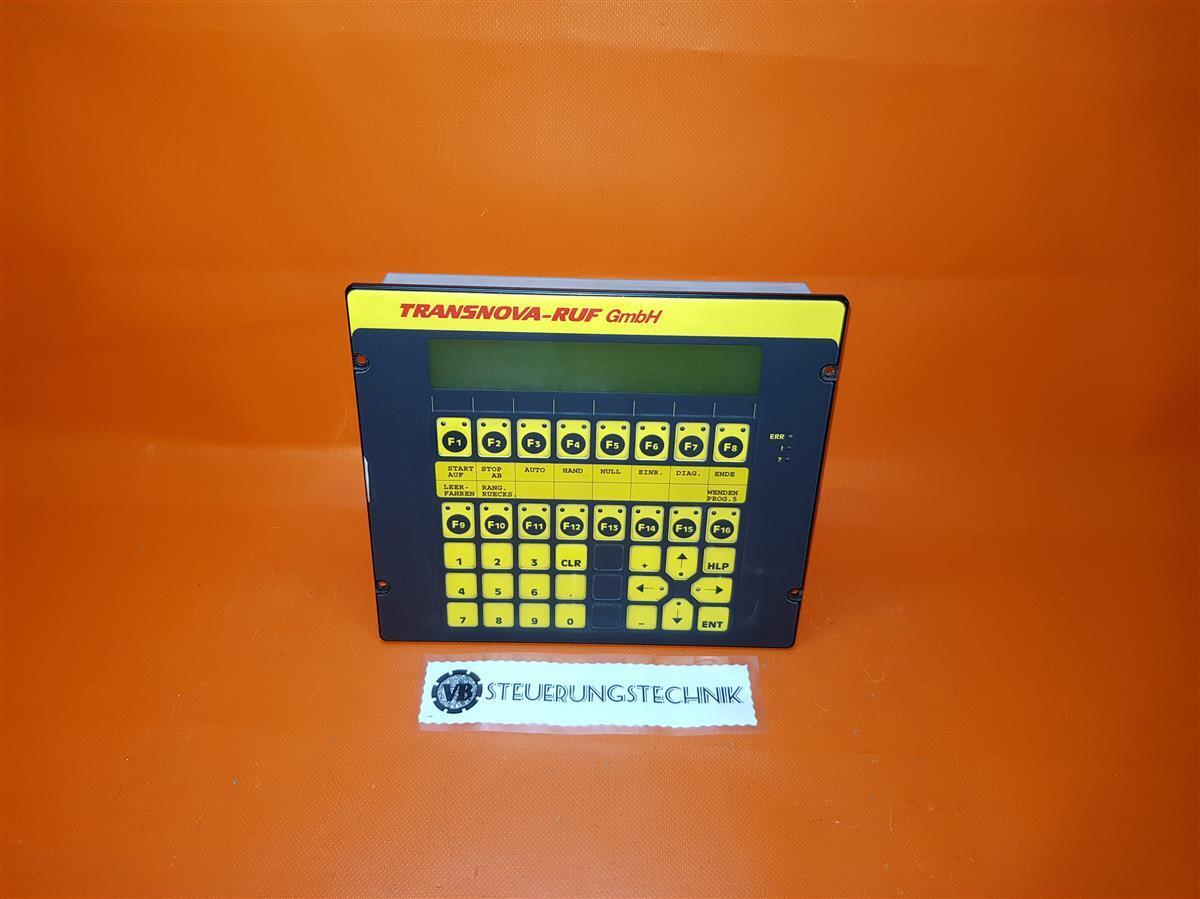 TRANSNOVA-RUF GmbH
F1 F2 F3 F4 F5 F6 F7 F8
ERR
!
?
START AUF STOP AB AUTO HAND NULL EINR. DIAG. ENDE
LEER-FAHREN RANG. RUECKS. WENDEN PROG.5
F9 F10 F11 F12 F13 F14 F15 F16
1 2 3 CLR + ↑ HLP
4 5 6 . ← →
7 8 9 0 - ↓ ENT
VB STEUERUNGSTECHNIK